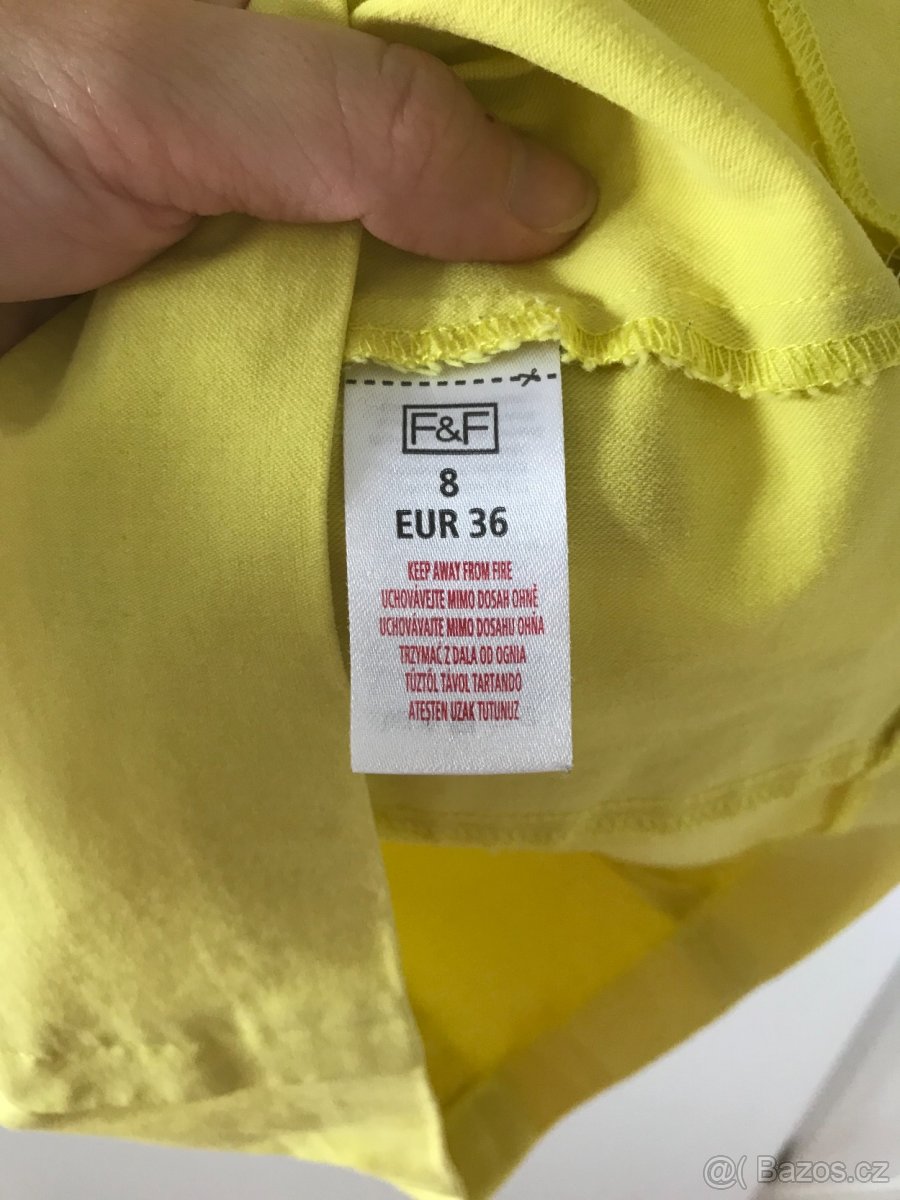 F&F
8
EUR 36
KEEP AWAY FROM FIRE
UCHOVÁVEJTE MIMO DOSAH OHNĚ
UCHOVÁVAJTE MIMO DOSAHU OHŇA
TRZYMAĆ Z DALA OD OGNIA
TŰZTŐL TÁVOL TARTANDÓ
ATEŞTEN UZAK TUTUNUZ
@( Bazos.cz